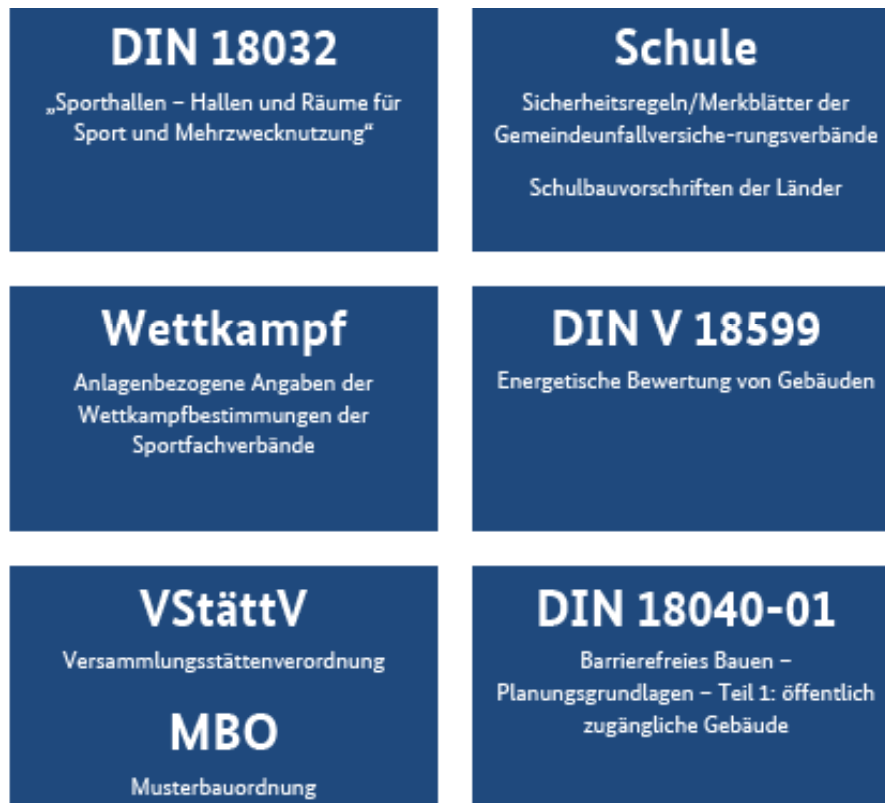 DIN 18032
„Sporthallen – Hallen und Räume für
Sport und Mehrzwecknutzung“
Schule
Sicherheitsregeln/Merkblätter der
Gemeindeunfallversiche-rungsverbände
Schulbauvorschriften der Länder
Wettkampf
Anlagenbezogene Angaben der
Wettkampfbestimmungen der
Sportfachverbände
DIN V 18599
Energetische Bewertung von Gebäuden
VStättV
Versammlungsstättenverordnung
MBO
Musterbauordnung
DIN 18040-01
Barrierefreies Bauen –
Planungsgrundlagen – Teil 1: öffentlich
zugängliche Gebäude